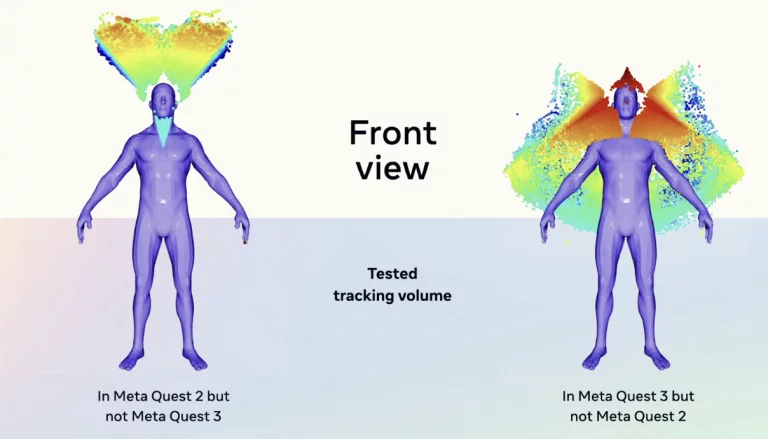 Front
view
Tested
tracking volume
In Meta Quest 2 but
not Meta Quest 3
In Meta Quest 3 but
not Meta Quest 2